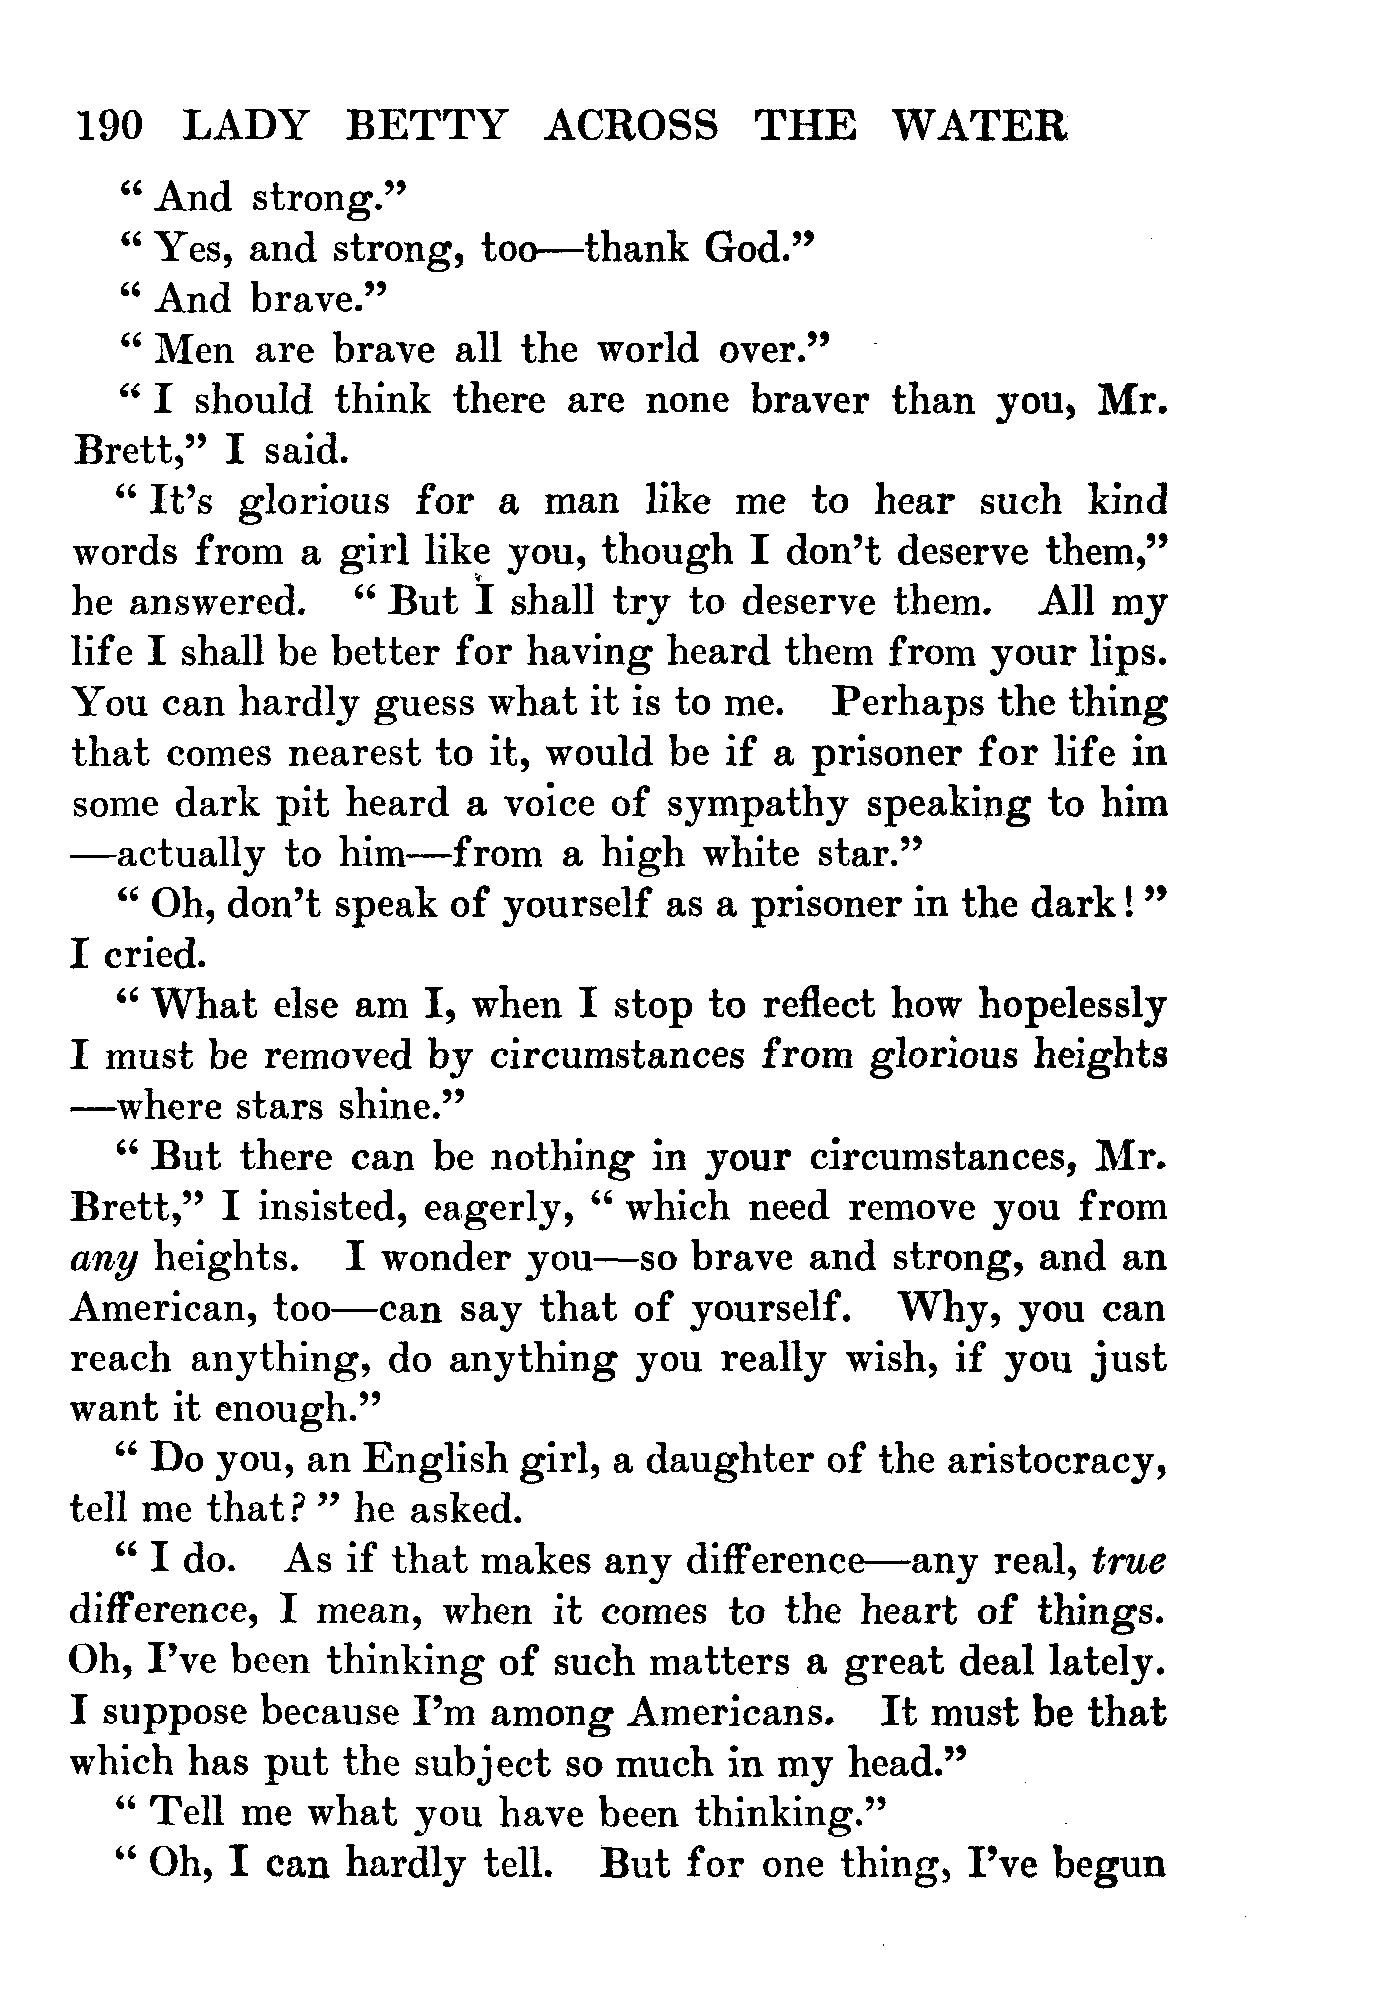 190 LADY BETTY ACROSS THE WATER
“ And strong.”
“ Yes, and strong, too—thank God.”
“ And brave.”
“ Men are brave all the world over.”
“ I should think there are none braver than you, Mr.
Brett,” I said.
“ It’s glorious for a man like me to hear such kind
words from a girl like you, though I don’t deserve them,”
he answered. “ But I shall try to deserve them. All my
life I shall be better for having heard them from your lips.
You can hardly guess what it is to me. Perhaps the thing
that comes nearest to it, would be if a prisoner for life in
some dark pit heard a voice of sympathy speaking to him
—actually to him—from a high white star.”
“ Oh, don’t speak of yourself as a prisoner in the dark! ”
I cried.
“ What else am I, when I stop to reflect how hopelessly
I must be removed by circumstances from glorious heights
—where stars shine.”
“ But there can be nothing in your circumstances, Mr.
Brett,” I insisted, eagerly, “ which need remove you from
any heights. I wonder you—so brave and strong, and an
American, too—can say that of yourself. Why, you can
reach anything, do anything you really wish, if you just
want it enough.”
“ Do you, an English girl, a daughter of the aristocracy,
tell me that? ” he asked.
“ I do. As if that makes any difference—any real, true
difference, I mean, when it comes to the heart of things.
Oh, I’ve been thinking of such matters a great deal lately.
I suppose because I’m among Americans. It must be that
which has put the subject so much in my head.”
“ Tell me what you have been thinking.”
“ Oh, I can hardly tell. But for one thing, I’ve begun